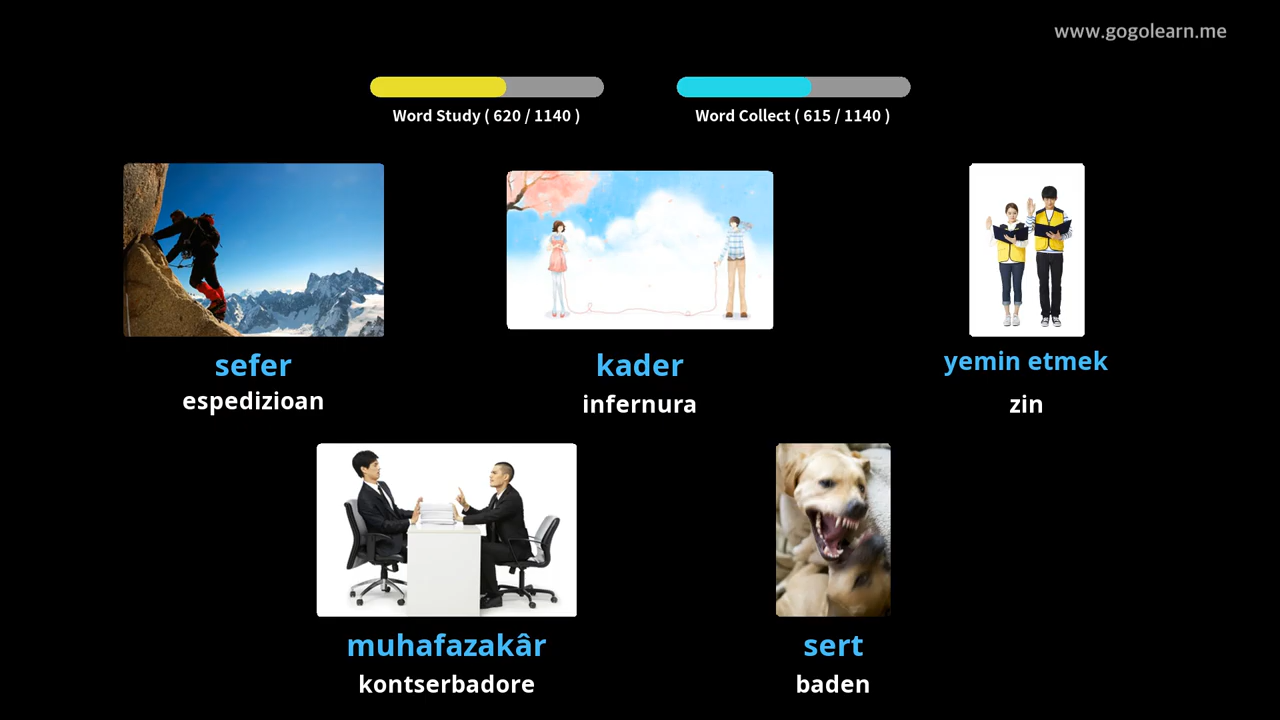 www.gogolearn.me
Word Study ( 620 / 1140 )
Word Collect ( 615 / 1140 )
sefer
espedizioan
kader
infernura
yemin etmek
zin
muhafazakâr
kontserbadore
sert
baden